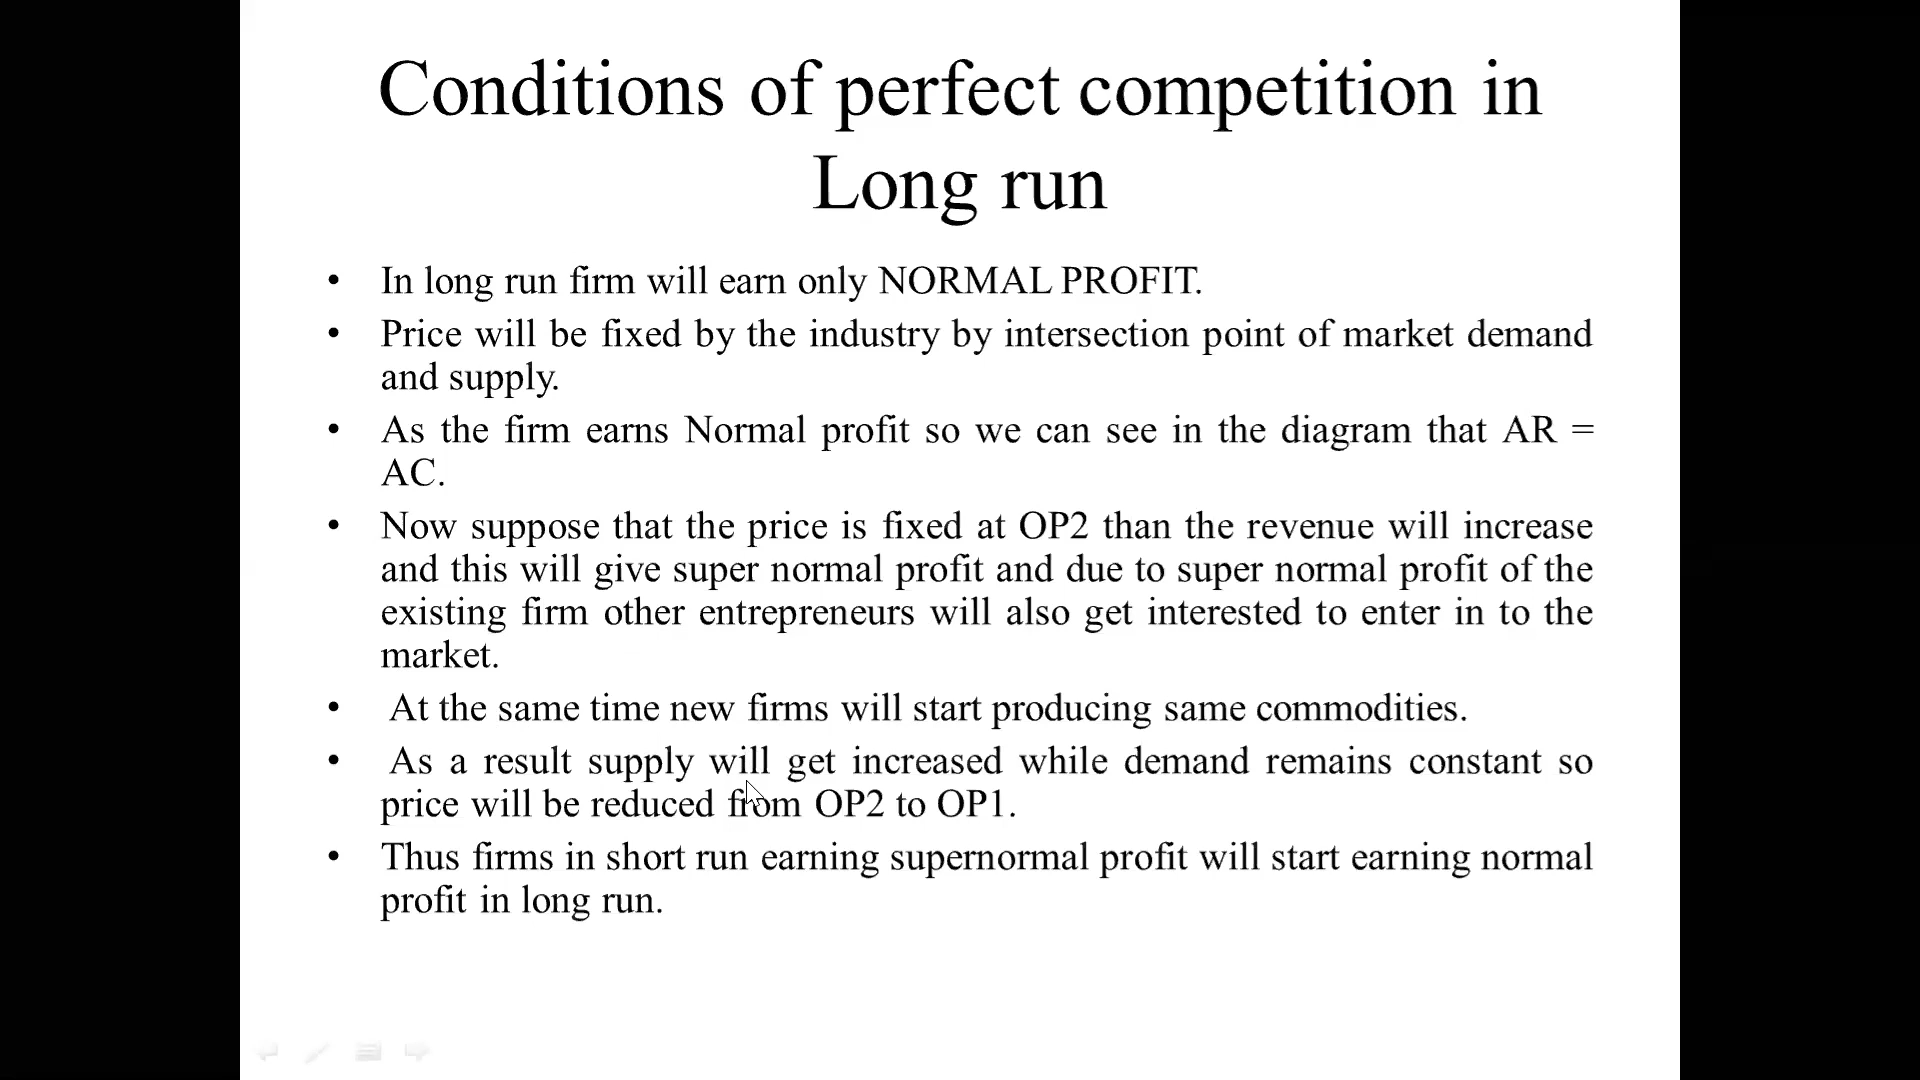 Conditions of perfect competition in
Long run
• In long run firm will earn only NORMAL PROFIT.
• Price will be fixed by the industry by intersection point of market demand
and supply.
• As the firm earns Normal profit so we can see in the diagram that AR =
AC.
• Now suppose that the price is fixed at OP2 than the revenue will increase
and this will give super normal profit and due to super normal profit of the
existing firm other entrepreneurs will also get interested to enter in to the
market.
• At the same time new firms will start producing same commodities.
• As a result supply will get increased while demand remains constant so
price will be reduced from OP2 to OP1.
• Thus firms in short run earning supernormal profit will start earning normal
profit in long run.